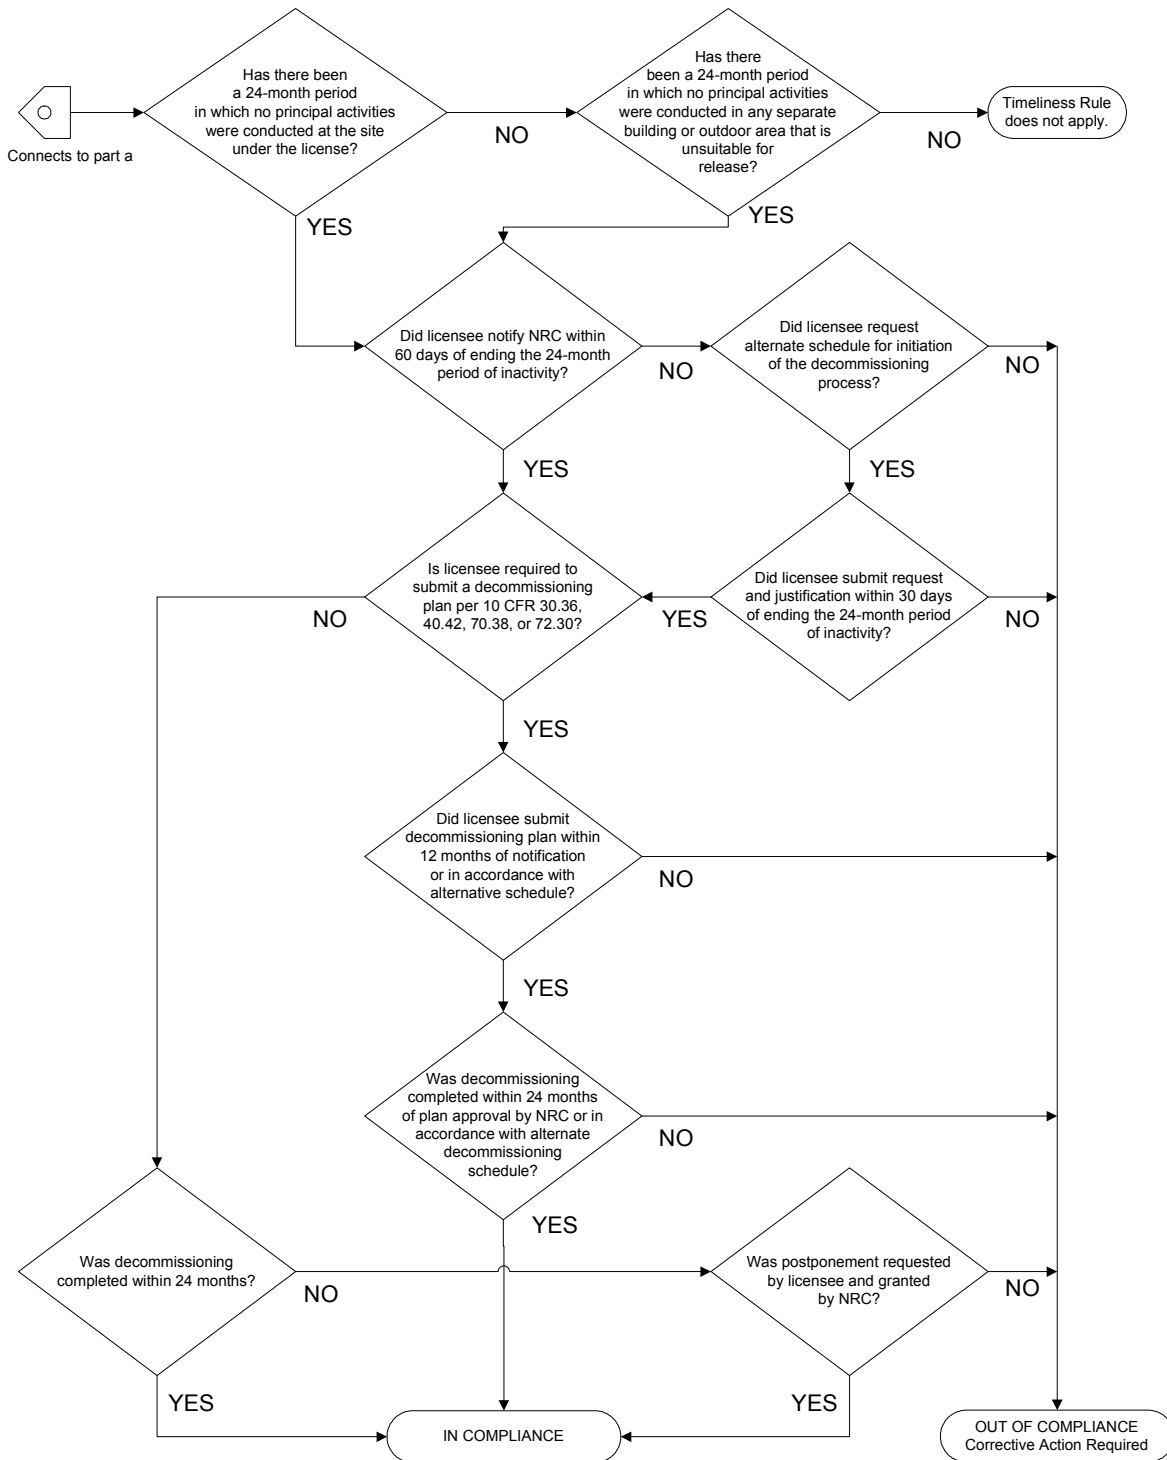 Has there been
a 24-month period
in which no principal activities
were conducted at the site
under the license?
Has there
been a 24-month period
in which no principal activities
were conducted in any separate
building or outdoor area that is
unsuitable for
release?
Timeliness Rule
does not apply.
Connects to part a
NO
NO
YES
YES
Did licensee notify NRC within
60 days of ending the 24-month
period of inactivity?
Did licensee request
alternate schedule for initiation
of the decommissioning
process?
NO
NO
YES
YES
Is licensee required to
submit a decommissioning
plan per 10 CFR 30.36,
40.42, 70.38, or 72.30?
Did licensee submit request
and justification within 30 days
of ending the 24-month period
of inactivity?
NO
YES
NO
YES
Did licensee submit
decommissioning plan within
12 months of notification
or in accordance with
alternative schedule?
NO
YES
Was decommissioning
completed within 24 months
of plan approval by NRC or in
accordance with alternate
decommissioning
schedule?
NO
YES
Was decommissioning
completed within 24 months?
NO
Was postponement requested
by licensee and granted
by NRC?
NO
YES
YES
IN COMPLIANCE
OUT OF COMPLIANCE
Corrective Action Required